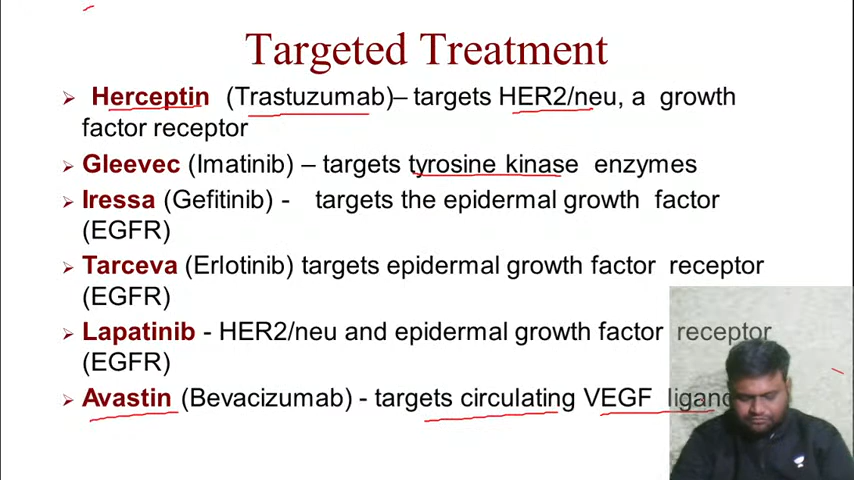 Targeted Treatment
➢ Herceptin (Trastuzumab)– targets HER2/neu, a growth
factor receptor
➢ Gleevec (Imatinib) – targets tyrosine kinase enzymes
➢ Iressa (Gefitinib) - targets the epidermal growth factor
(EGFR)
➢ Tarceva (Erlotinib) targets epidermal growth factor receptor
(EGFR)
➢ Lapatinib - HER2/neu and epidermal growth factor receptor
(EGFR)
➢ Avastin (Bevacizumab) - targets circulating VEGF